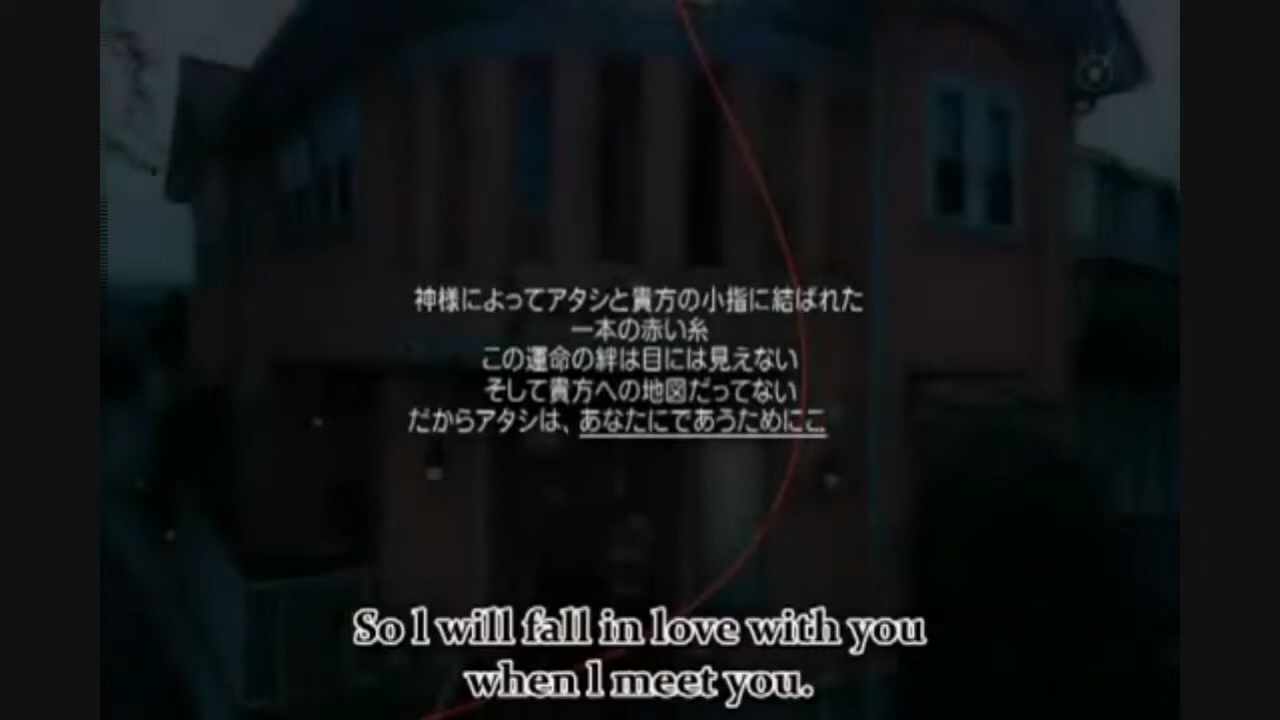 神様によってアタシと貴方の小指に結ばれた
一本の赤い糸
この運命の絆は目には見えない
そして貴方への地図だってない
だからアタシは、あなたにであうためにこ
So I will fall in love with you
when I meet you.